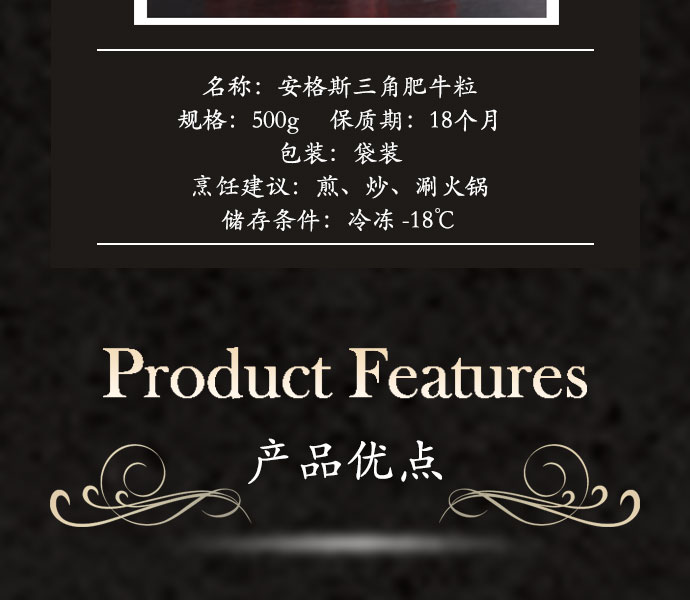 名称：安格斯三角肥牛粒
规格：500g 保质期：18个月
包装：袋装
烹饪建议：煎、炒、涮火锅
储存条件：冷冻 -18℃
Product Features
产品优点